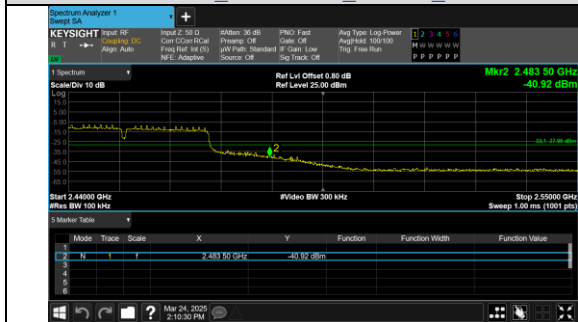 Spectrum Analyzer 1
Swept SA
+
KEYSIGHT Input: RF Input Z: 50 Ω #Atten: 36 dB PNO: Fast Avg Type: Log-Power 1 2 3 4 5 6
R T Coupling: DC Corr CCorr RCal Preamp: Off Gate: Off Avg|Hold: 100/100 M W W W W W
Align: Auto Freq Ref: Int (S) µW Path: Standard IF Gain: Low Trig: Free Run
NFE: Adaptive Source: Off Sig Track: Off P P P P P P
1 Spectrum Ref Lvl Offset 0.80 dB Mkr2 2.483 50 GHz
Scale/Div 10 dB Ref Level 25.00 dBm -40.92 dBm
Log
15.0
5.00
-5.00
-15.0
-25.0
DL1 -27.95 dBm
-35.0
2
-45.0
-55.0
-65.0
Start 2.44000 GHz #Video BW 300 kHz Stop 2.55000 GHz
#Res BW 100 kHz Sweep 1.00 ms (1001 pts)
5 Marker Table
Mode Trace Scale X Y Function Function Width Function Value
1
2 N 1 f 2.483 50 GHz -40.92 dBm
3
4
5
6
? Mar 24, 2025
2:10:30 PM